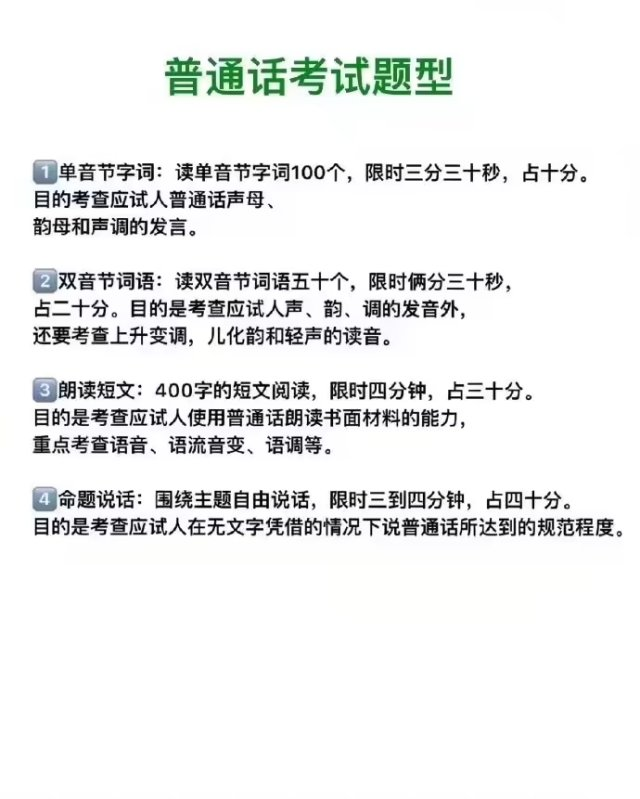 普通话考试题型
1️⃣单音节字词：读单音节字词100个，限时三分三十秒，占十分。
目的考查应试人普通话声母、
韵母和声调的发言。
2️⃣双音节词语：读双音节词语五十个，限时俩分三十秒，
占二十分。目的是考查应试人声、韵、调的发音外，
还要考查上升变调，儿化韵和轻声的读音。
3️⃣朗读短文：400字的短文阅读，限时四分钟，占三十分。
目的是考查应试人使用普通话朗读书面材料的能力，
重点考查语音、语流音变、语调等。
4️⃣命题说话：围绕主题自由说话，限时三到四分钟，占四十分。
目的是考查应试人在无文字凭借的情况下说普通话所达到的规范程度。